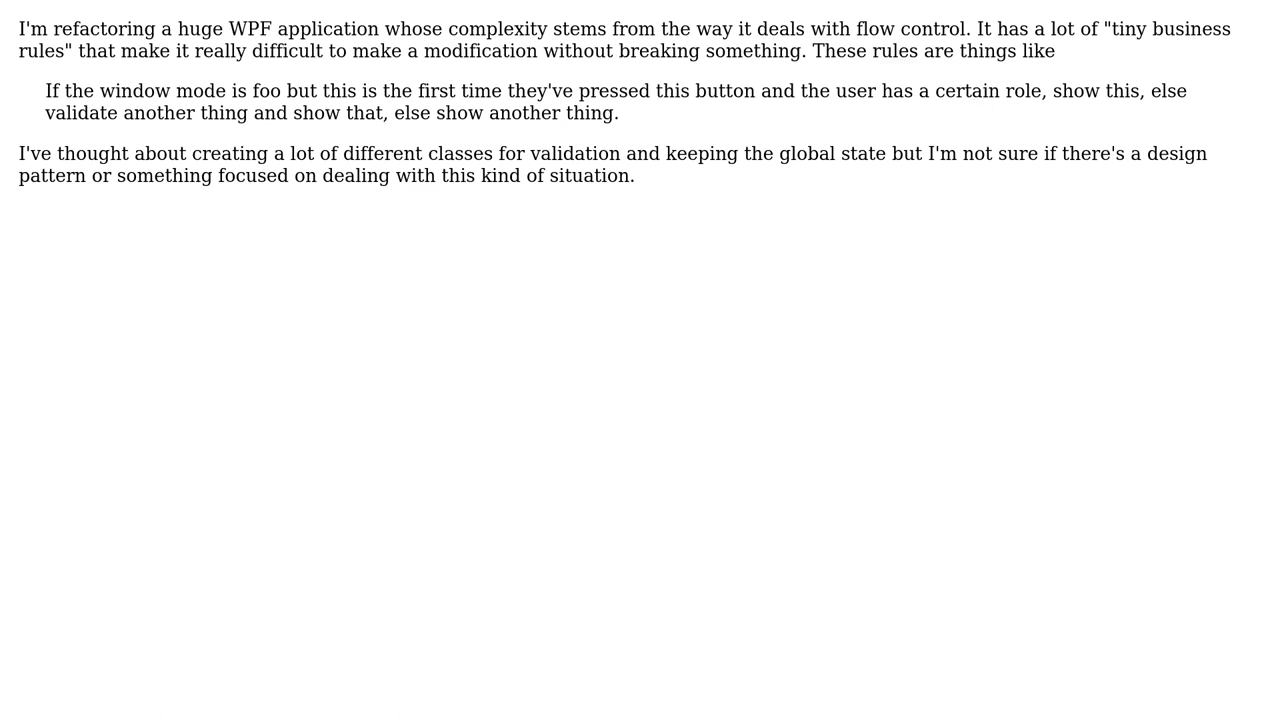 I'm refactoring a huge WPF application whose complexity stems from the way it deals with flow control. It has a lot of "tiny business
rules" that make it really difficult to make a modification without breaking something. These rules are things like
If the window mode is foo but this is the first time they've pressed this button and the user has a certain role, show this, else
validate another thing and show that, else show another thing.
I've thought about creating a lot of different classes for validation and keeping the global state but I'm not sure if there's a design
pattern or something focused on dealing with this kind of situation.